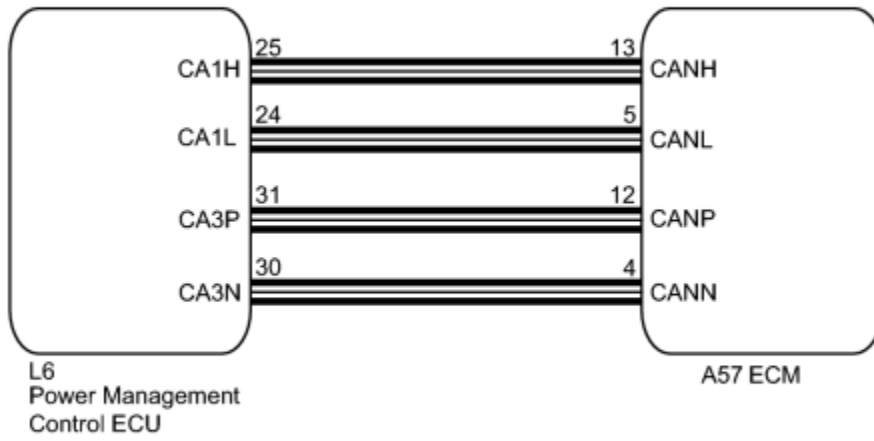 25 13
CA1H CANH
24 5
CA1L CANL
31 12
CA3P CANP
30 4
CA3N CANN
L6
Power Management
Control ECU
A57 ECM